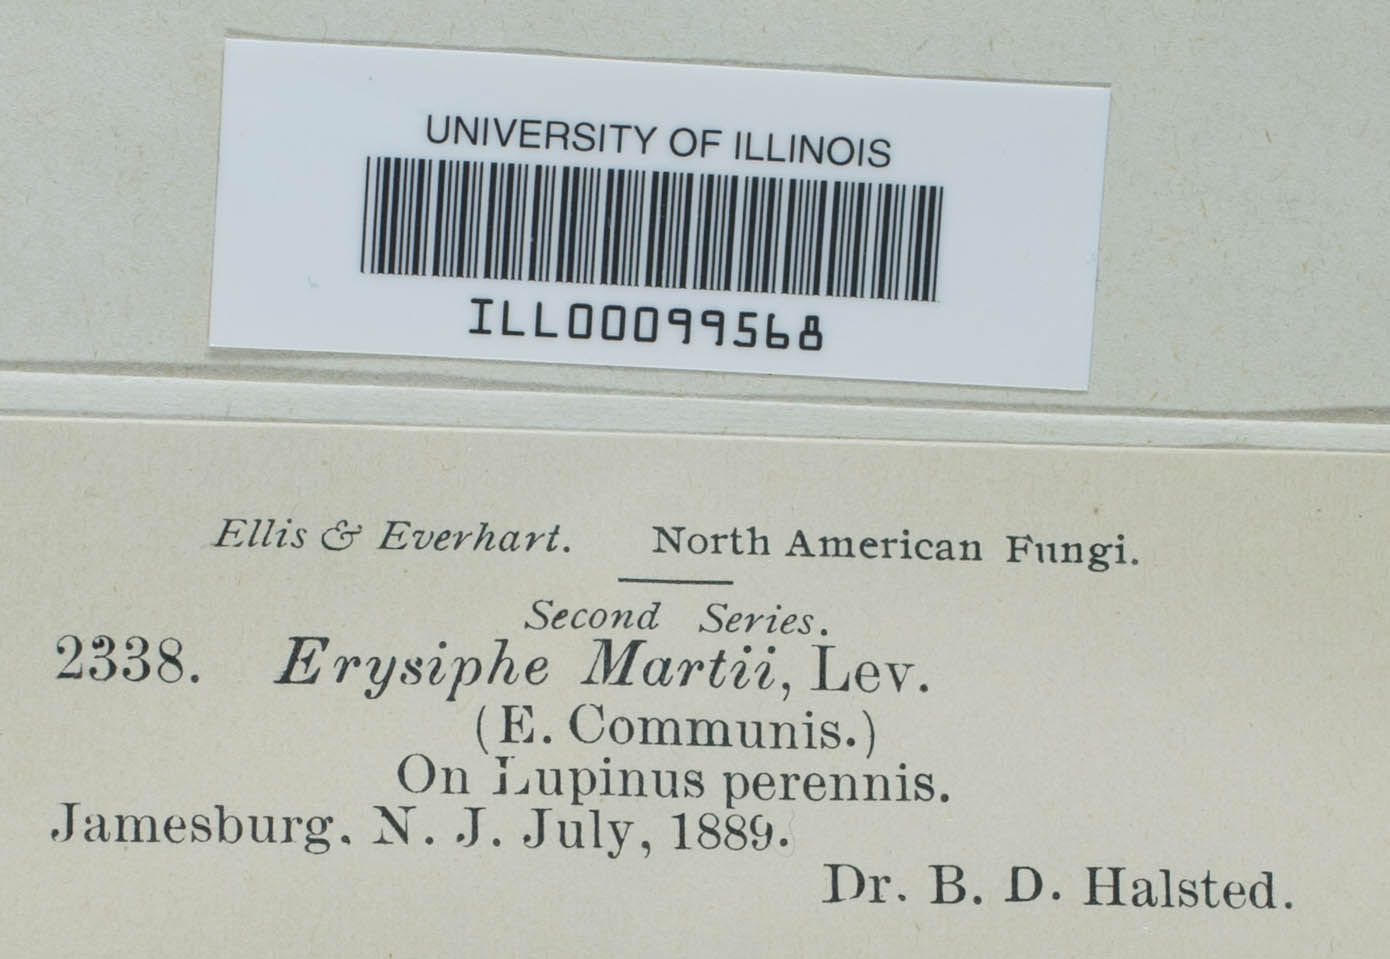 UNIVERSITY OF ILLINOIS
ILL00099568
Ellis & Everhart. North American Fungi.
Second Series.
2338. Erysiphe Martii, Lev.
(E. Communis.)
On Lupinus perennis.
Jamesburg. N. J. July, 1889.
Dr. B. D. Halsted.